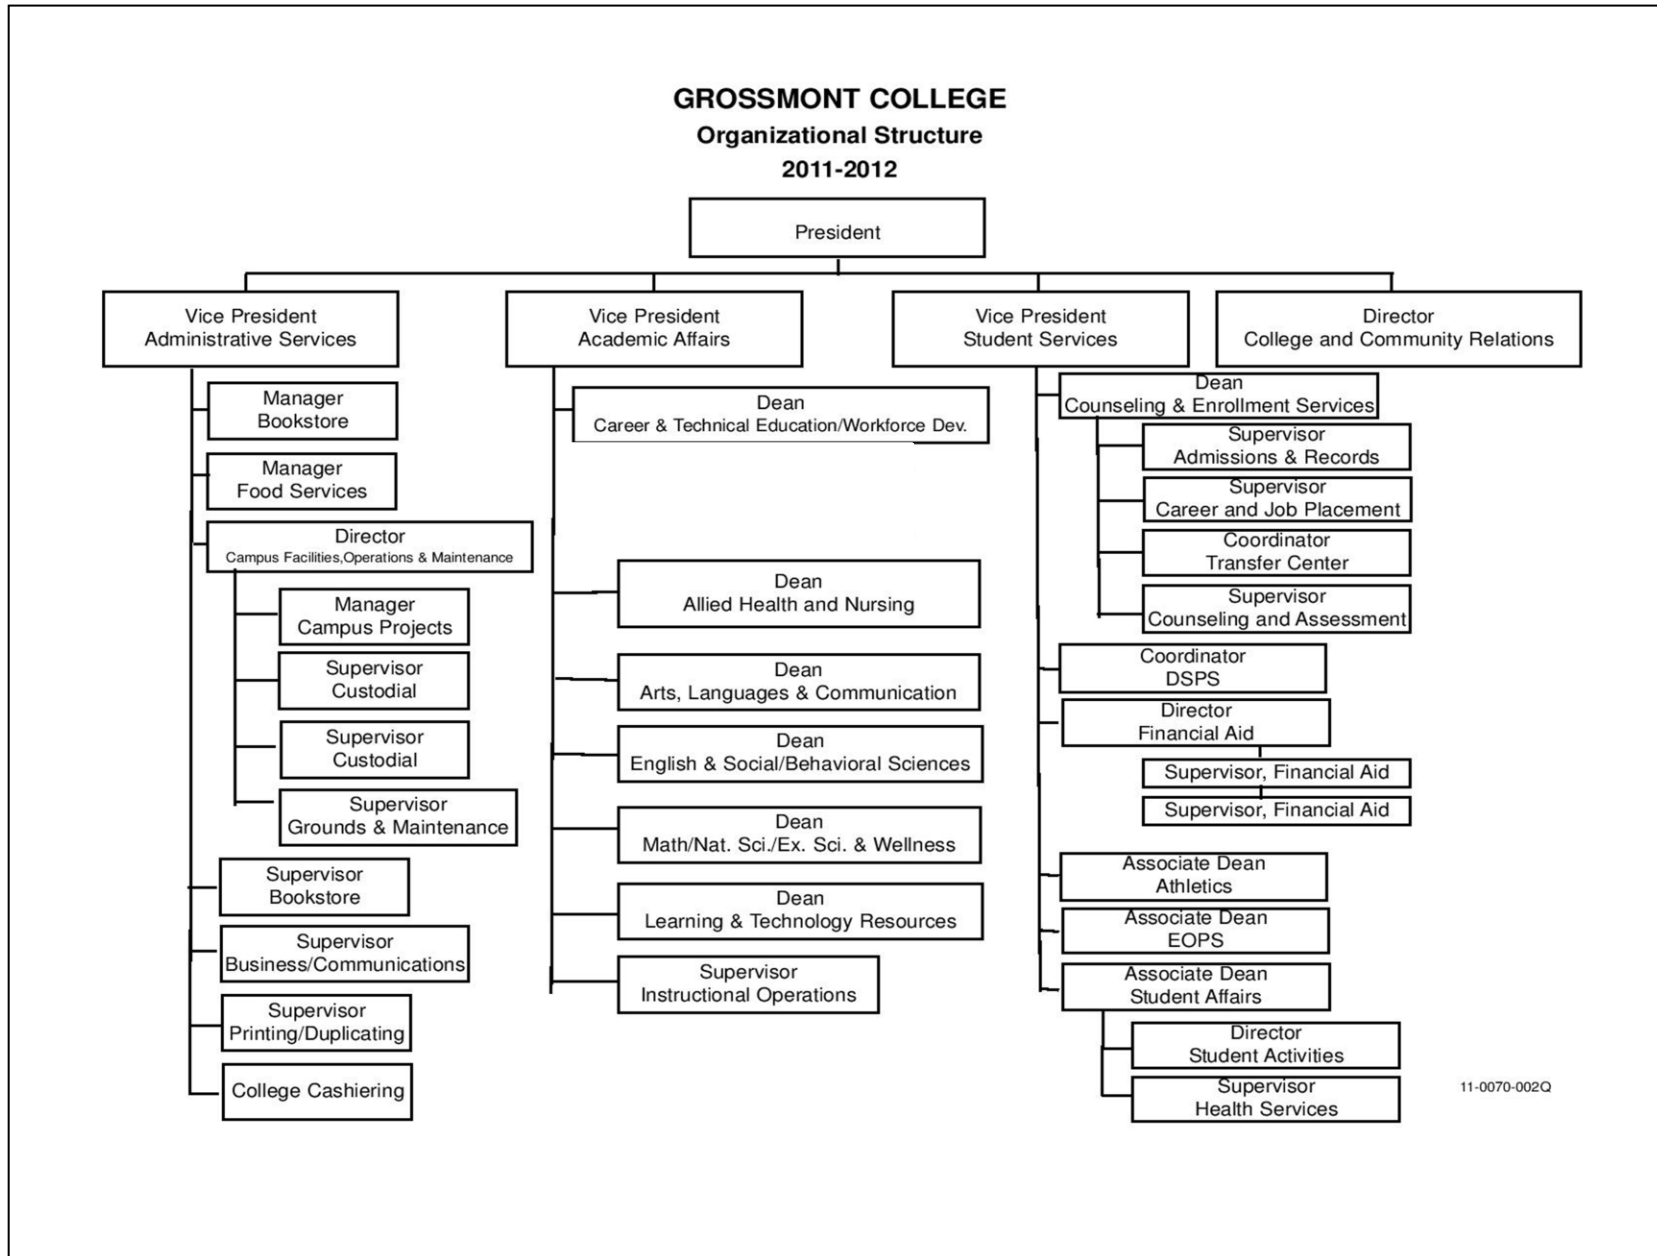 GROSSMONT COLLEGE
Organizational Structure
2011-2012
President
Vice President
Administrative Services
Manager
Bookstore
Manager
Food Services
Director
Campus Facilities,Operations & Maintenance
Manager
Campus Projects
Supervisor
Custodial
Supervisor
Custodial
Supervisor
Grounds & Maintenance
Supervisor
Bookstore
Supervisor
Business/Communications
Supervisor
Printing/Duplicating
College Cashiering
Vice President
Academic Affairs
Dean
Career & Technical Education/Workforce Dev.
Dean
Allied Health and Nursing
Dean
Arts, Languages & Communication
Dean
English & Social/Behavioral Sciences
Dean
Math/Nat. Sci./Ex. Sci. & Wellness
Dean
Learning & Technology Resources
Supervisor
Instructional Operations
Vice President
Student Services
Dean
Counseling & Enrollment Services
Supervisor
Admissions & Records
Supervisor
Career and Job Placement
Coordinator
Transfer Center
Supervisor
Counseling and Assessment
Coordinator
DSPS
Director
Financial Aid
Supervisor, Financial Aid
Supervisor, Financial Aid
Associate Dean
Athletics
Associate Dean
EOPS
Associate Dean
Student Affairs
Director
Student Activities
Supervisor
Health Services
Director
College and Community Relations
11-0070-002Q